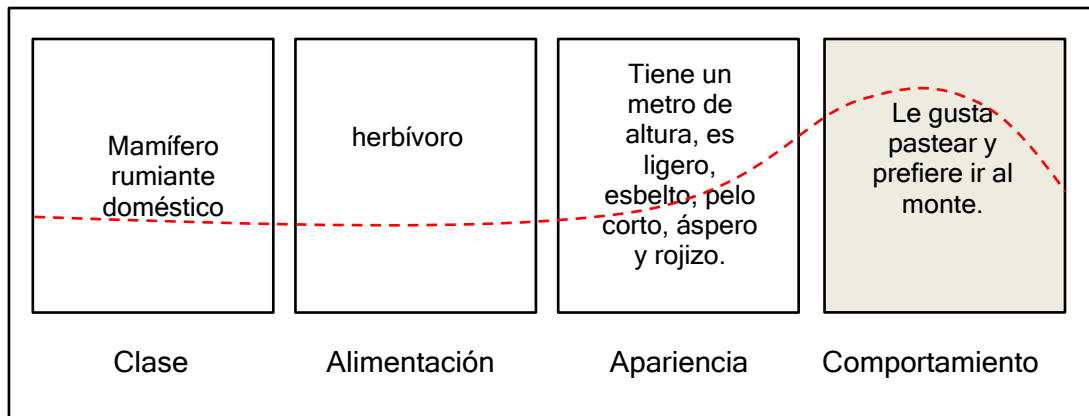 Mamífero
rumiante
doméstico
herbívoro
Tiene un
metro de
altura, es
ligero,
esbelto, pelo
corto, áspero
y rojizo.
Le gusta
pastear y
prefiere ir al
monte.
Clase
Alimentación
Apariencia
Comportamiento